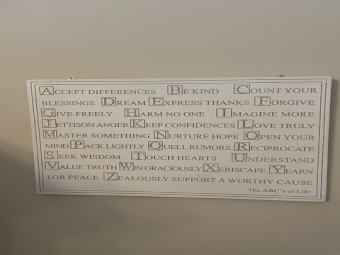 ACCEPT DIFFERENCES BE KIND COUNT YOUR
BLESSINGS DREAM EXPRESS THANKS FORGIVE
GIVE FREELY HARM NO ONE IMAGINE MORE
JETTISON ANGER KEEP CONFIDENCES LOVE TRULY
MASTER SOMETHING NURTURE HOPE OPEN YOUR
MIND PACK LIGHTLY QUELL RUMORS RECIPROCATE
SEEK WISDOM TOUCH HEARTS UNDERSTAND
VALUE TRUTH WIN GRACIOUSLY XERISCAPE YEARN
FOR PEACE ZEALOUSLY SUPPORT A WORTHY CAUSE
The ABC's of Life